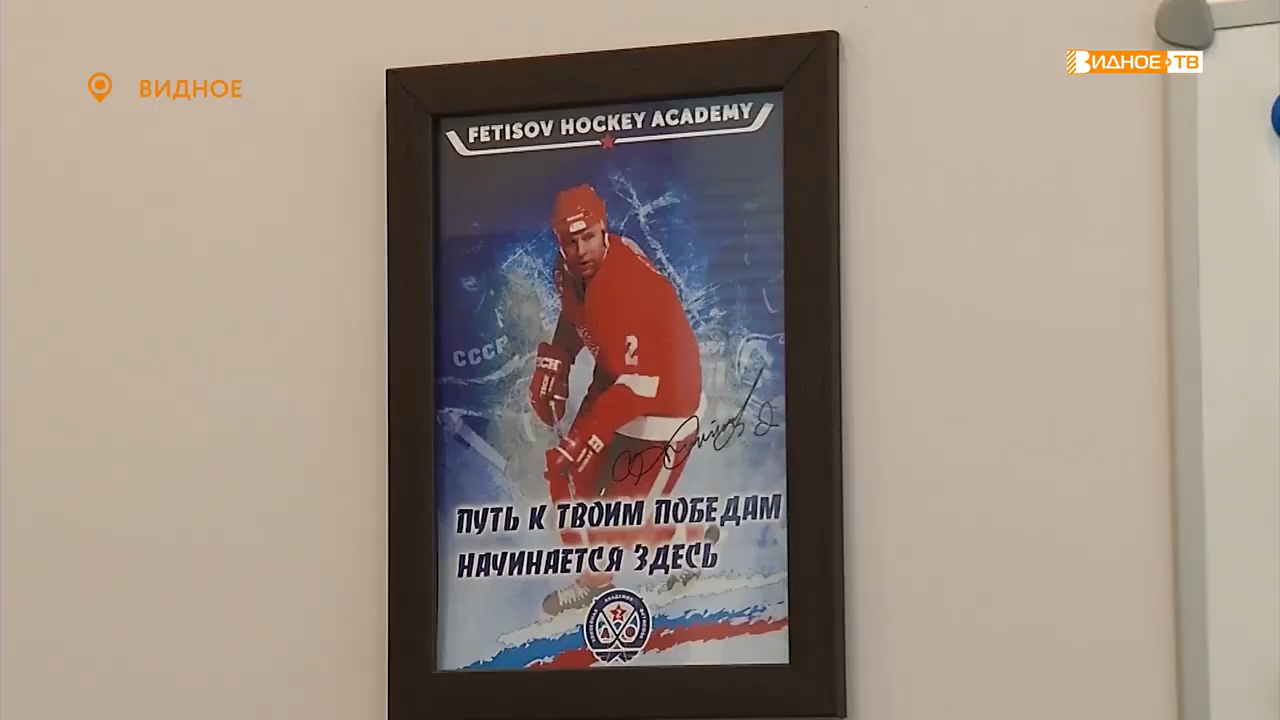 ВИДНОЕ
ВИДНОЕ ТВ
FETISOV HOCKEY ACADEMY
СССР
2
ПУТЬ К ТВОИМ ПОБЕДАМ
НАЧИНАЕТСЯ ЗДЕСЬ